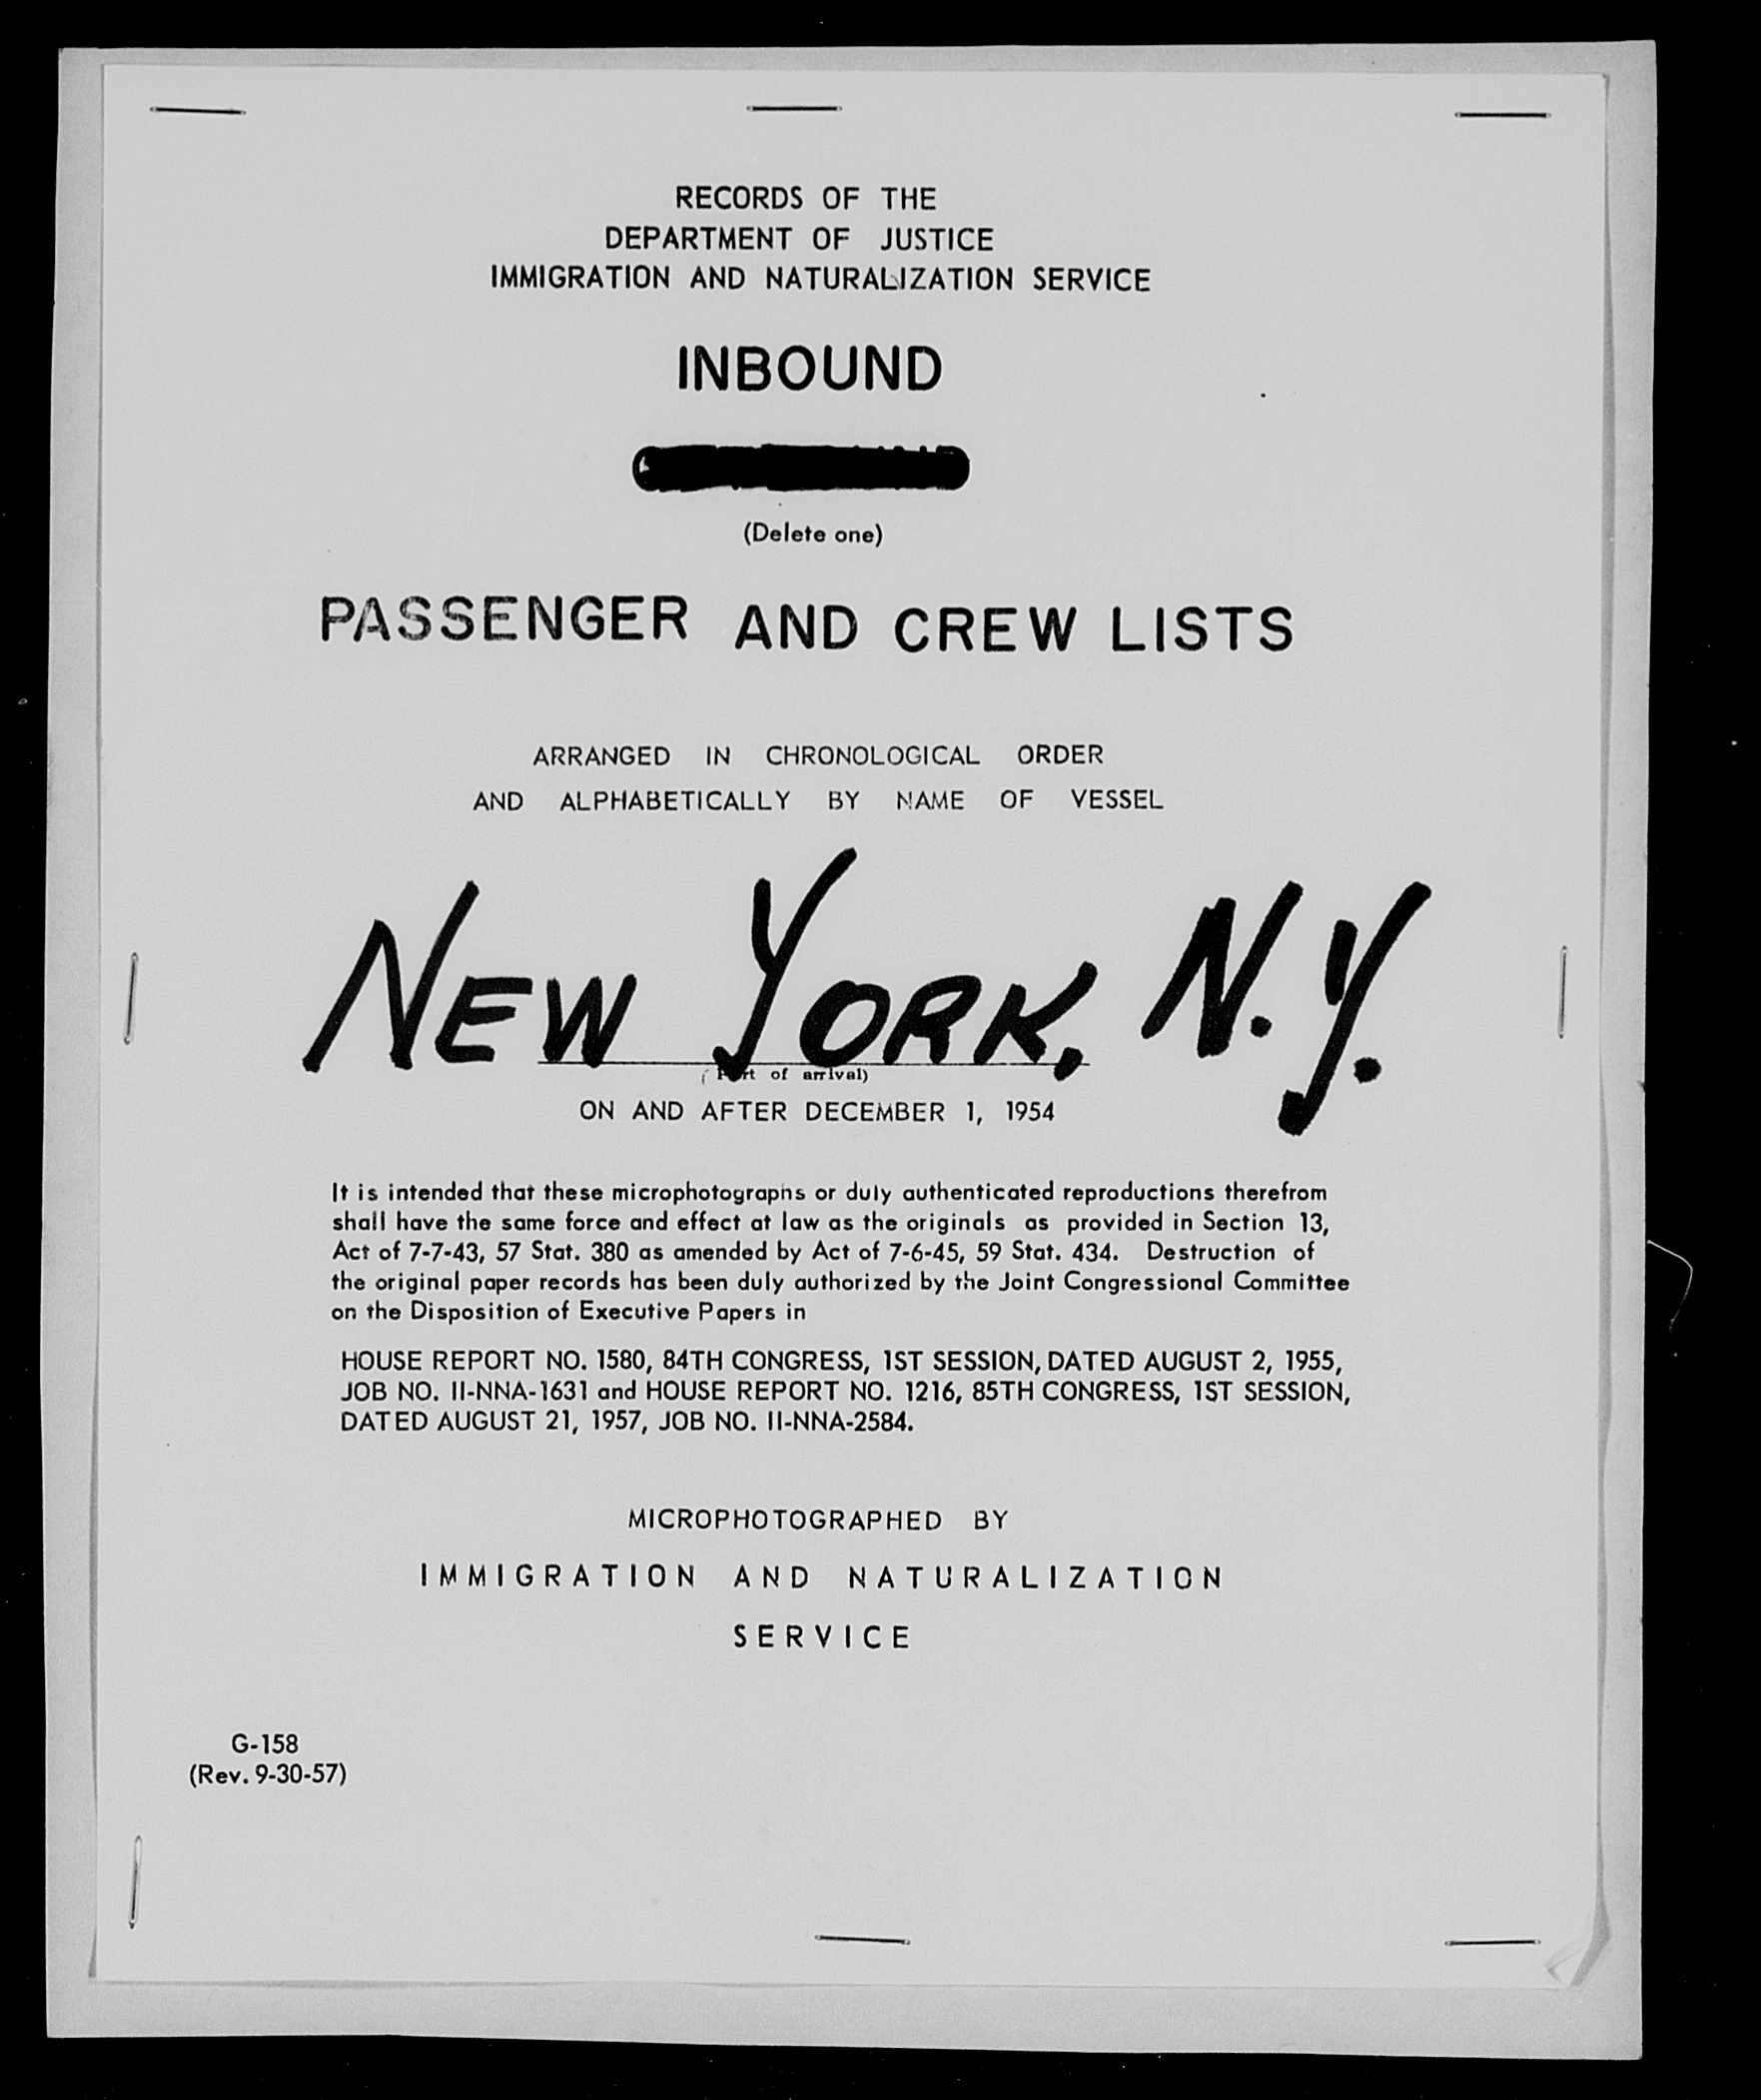 RECORDS OF THE
DEPARTMENT OF JUSTICE
IMMIGRATION AND NATURALIZATION SERVICE
INBOUND
(Delete one)
PASSENGER AND CREW LISTS
ARRANGED IN CHRONOLOGICAL ORDER
AND ALPHABETICALLY BY NAME OF VESSEL
NEW YORK, N.Y.
(Port of arrival)
ON AND AFTER DECEMBER 1, 1954
It is intended that these microphotographs or duly authenticated reproductions therefrom
shall have the same force and effect at law as the originals as provided in Section 13,
Act of 7-7-43, 57 Stat. 380 as amended by Act of 7-6-45, 59 Stat. 434. Destruction of
the original paper records has been duly authorized by the Joint Congressional Committee
on the Disposition of Executive Papers in
HOUSE REPORT NO. 1580, 84TH CONGRESS, 1ST SESSION, DATED AUGUST 2, 1955,
JOB NO. II-NNA-1631 and HOUSE REPORT NO. 1216, 85TH CONGRESS, 1ST SESSION,
DATED AUGUST 21, 1957, JOB NO. II-NNA-2584.
MICROPHOTOGRAPHED BY
IMMIGRATION AND NATURALIZATION
SERVICE
G-158
(Rev. 9-30-57)